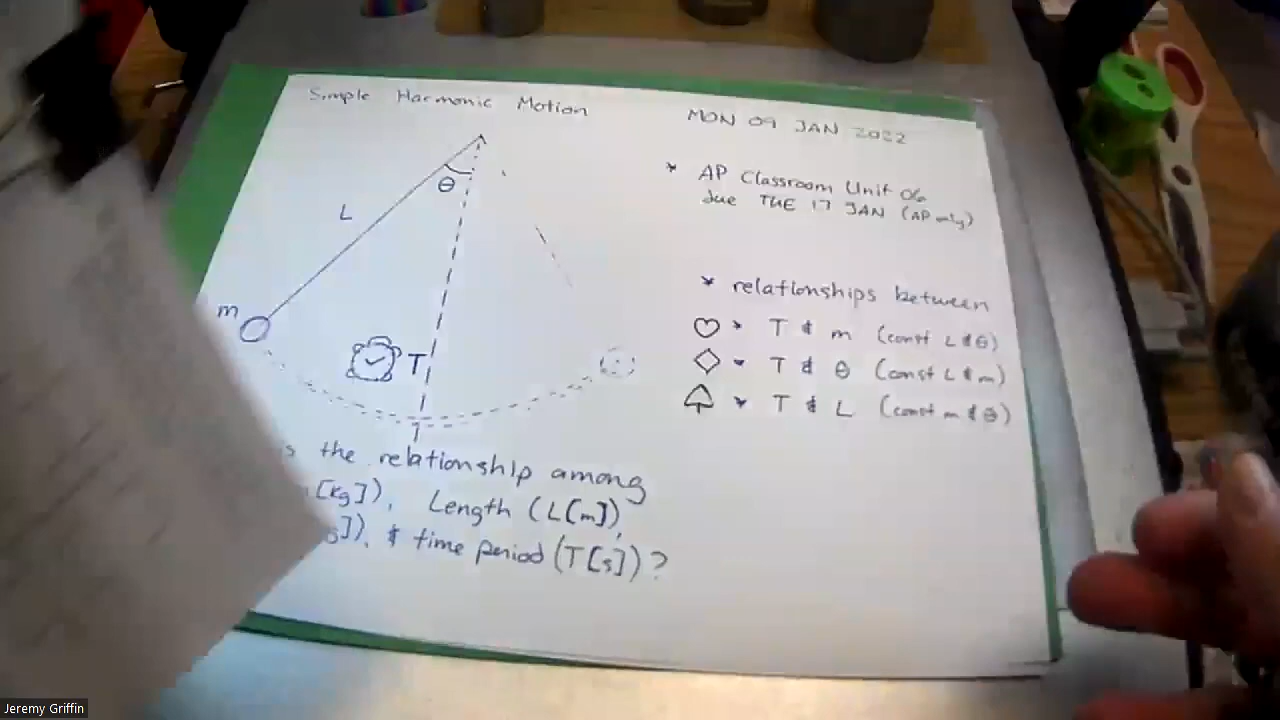 Simple Harmonic Motion
MON 09 JAN 2022
* AP Classroom Unit 06
due TUE 17 JAN (AP only)
θ
L
m
T
* relationships between
♡ * T & m (const L & θ)
◇ * T & θ (const L & m)
♤ * T & L (const m & θ)
the relationship among
[kg]), Length (L[m]),
]), & time period (T[s])?
Jeremy Griffin